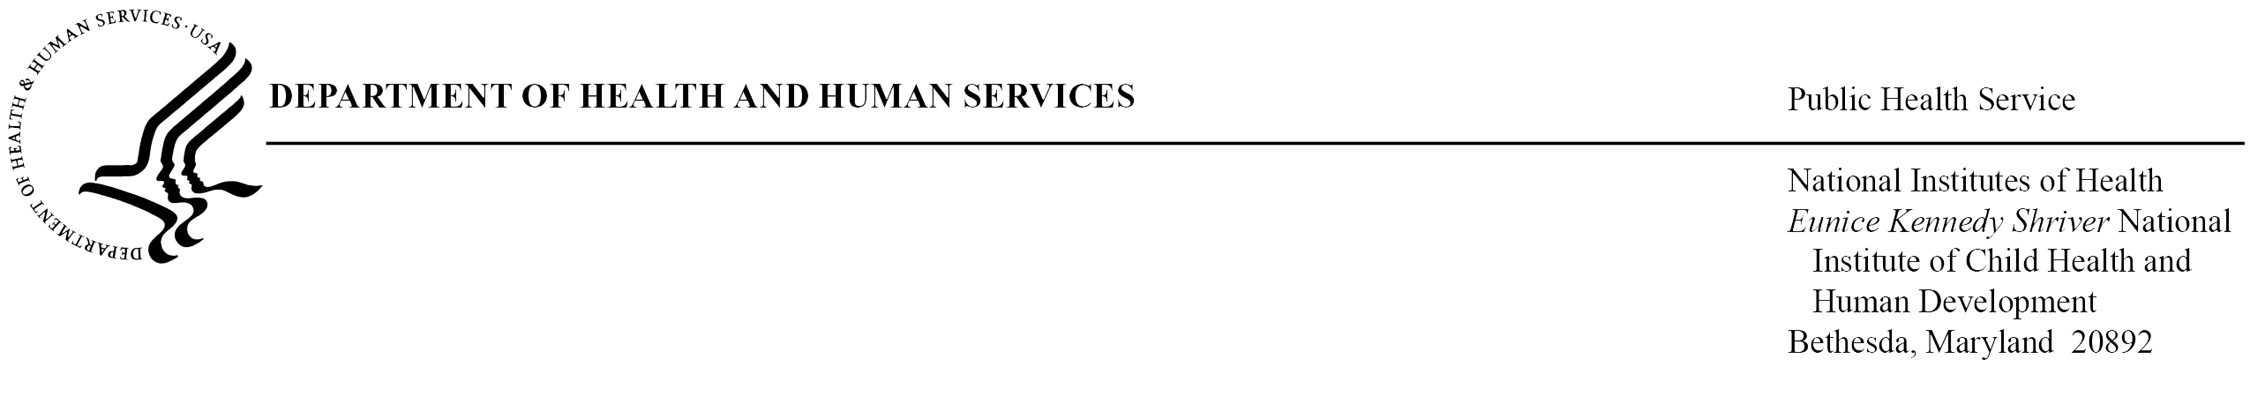 DEPARTMENT OF HEALTH & HUMAN SERVICES · USA
DEPARTMENT OF HEALTH AND HUMAN SERVICES
Public Health Service
National Institutes of Health
Eunice Kennedy Shriver National
Institute of Child Health and
Human Development
Bethesda, Maryland 20892